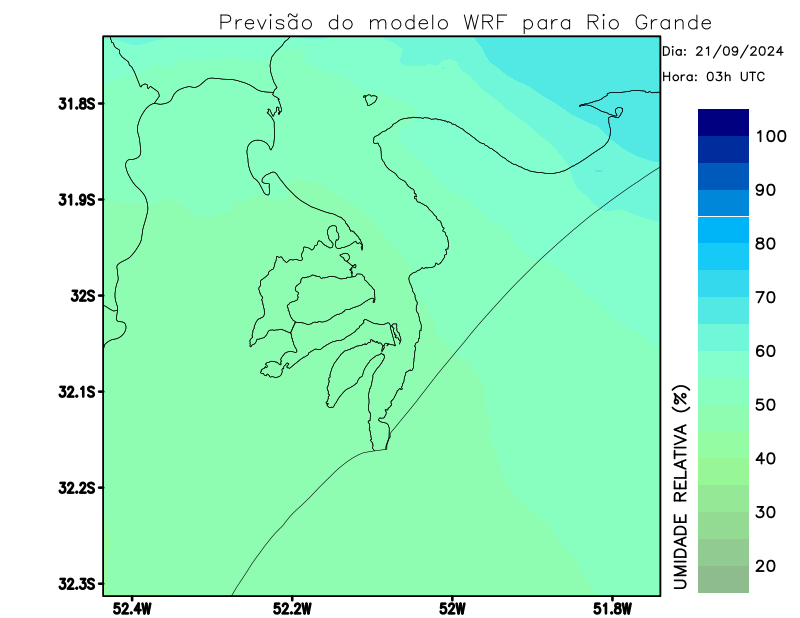 Previsão do modelo WRF para Rio Grande
Dia: 21/09/2024
Hora: 03h UTC
31.8S
31.9S
32S
32.1S
32.2S
32.3S
52.4W
52.2W
52W
51.8W
UMIDADE RELATIVA (%)
100
90
80
70
60
50
40
30
20